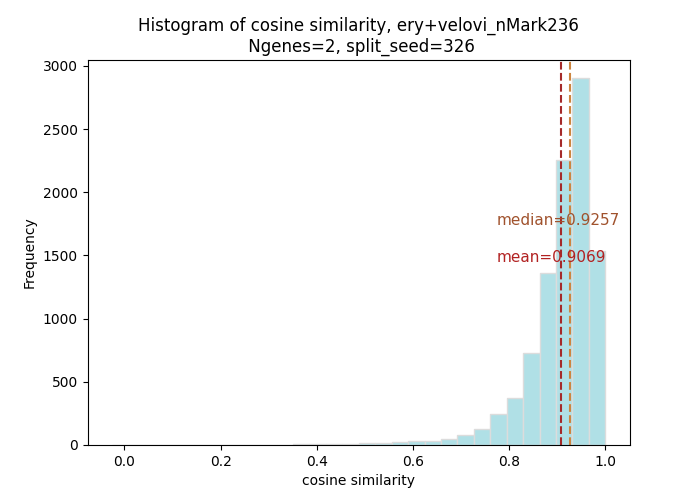 Histogram of cosine similarity, ery+velovi_nMark236
Ngenes=2, split_seed=326
3000
2500
2000
1500
1000
500
0
Frequency
median=0.9257
mean=0.9069
0.0 0.2 0.4 0.6 0.8 1.0
cosine similarity